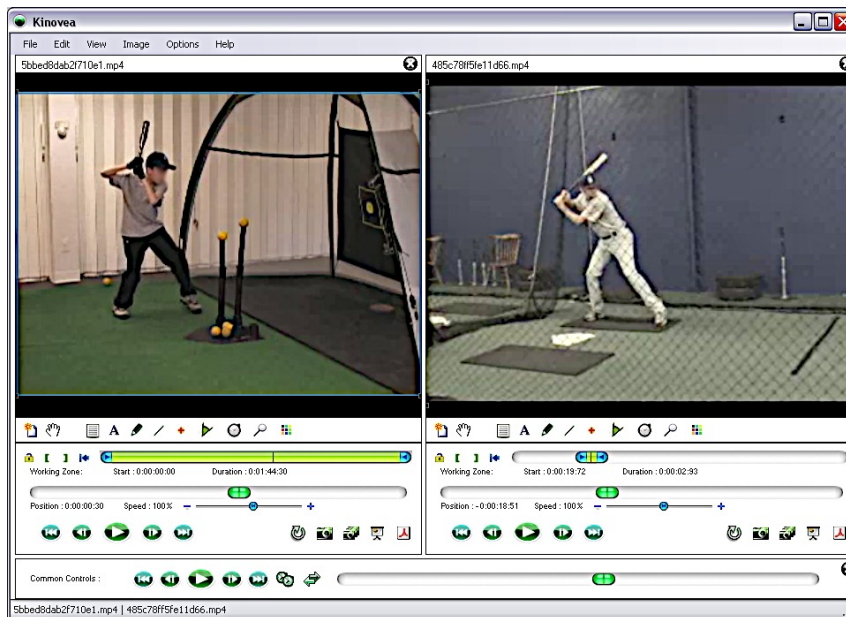 Kinovea
File Edit View Image Options Help
5bbed8dab2f710e1.mp4
485c78ff5fe11d66.mp4
A
A
Working Zone: Start : 0:00:00:00 Duration : 0:01:44:30
Working Zone: Start : 0:00:19:72 Duration : 0:00:02:93
Position : 0:00:00:30 Speed : 100%
Position : -0:00:18:51 Speed : 100%
Common Controls :
5bbed8dab2f710e1.mp4 | 485c78ff5fe11d66.mp4